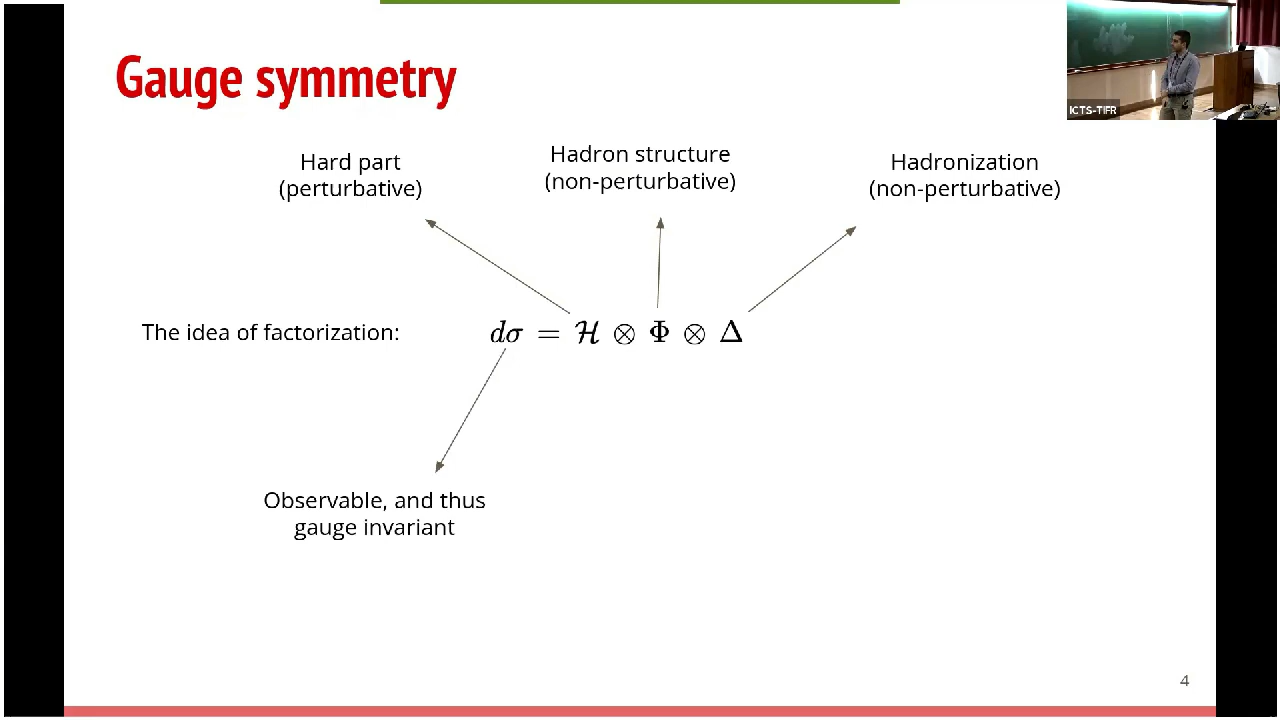 Gauge symmetry
Hard part
(perturbative)
Hadron structure
(non-perturbative)
Hadronization
(non-perturbative)
The idea of factorization:
dσ = ℋ ⊗ Φ ⊗ Δ
Observable, and thus
gauge invariant
4
ICTS-TIFR